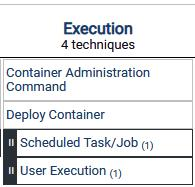 Execution
4 techniques
Container Administration
Command
Deploy Container
Scheduled Task/Job (1)
User Execution (1)